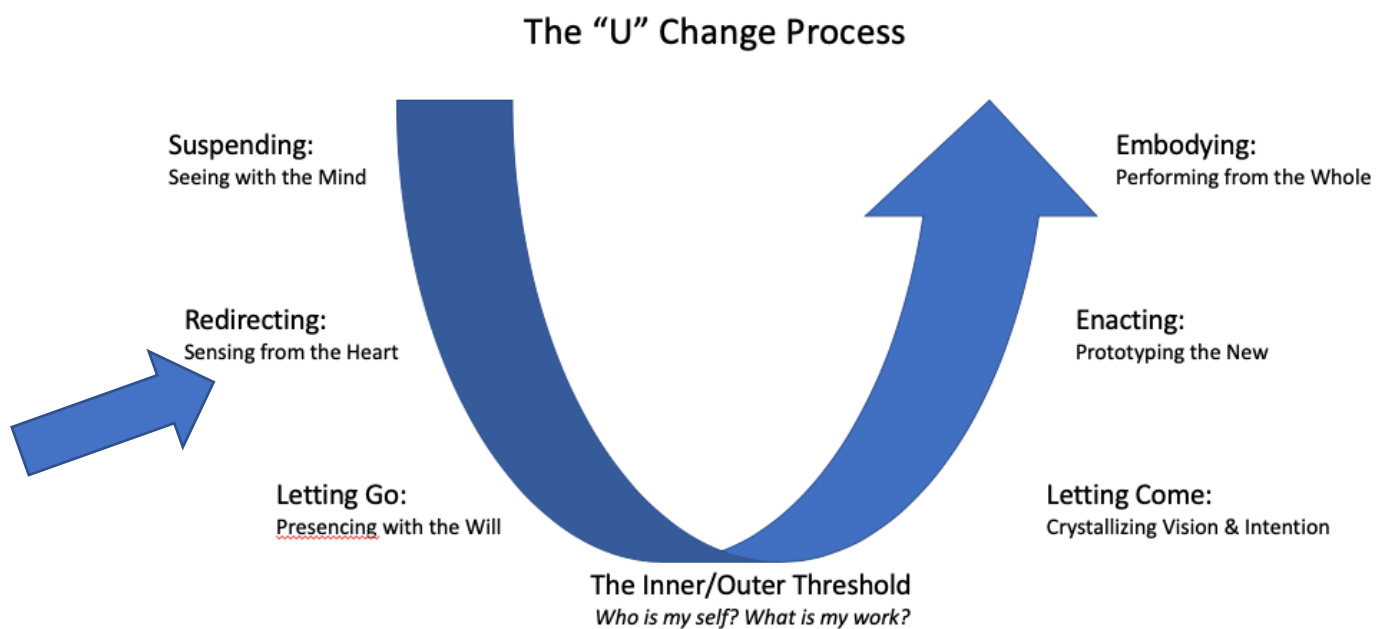 The “U” Change Process
Suspending:
Seeing with the Mind
Redirecting:
Sensing from the Heart
Letting Go:
Presencing with the Will
The Inner/Outer Threshold
Who is my self? What is my work?
Letting Come:
Crystallizing Vision & Intention
Enacting:
Prototyping the New
Embodying:
Performing from the Whole